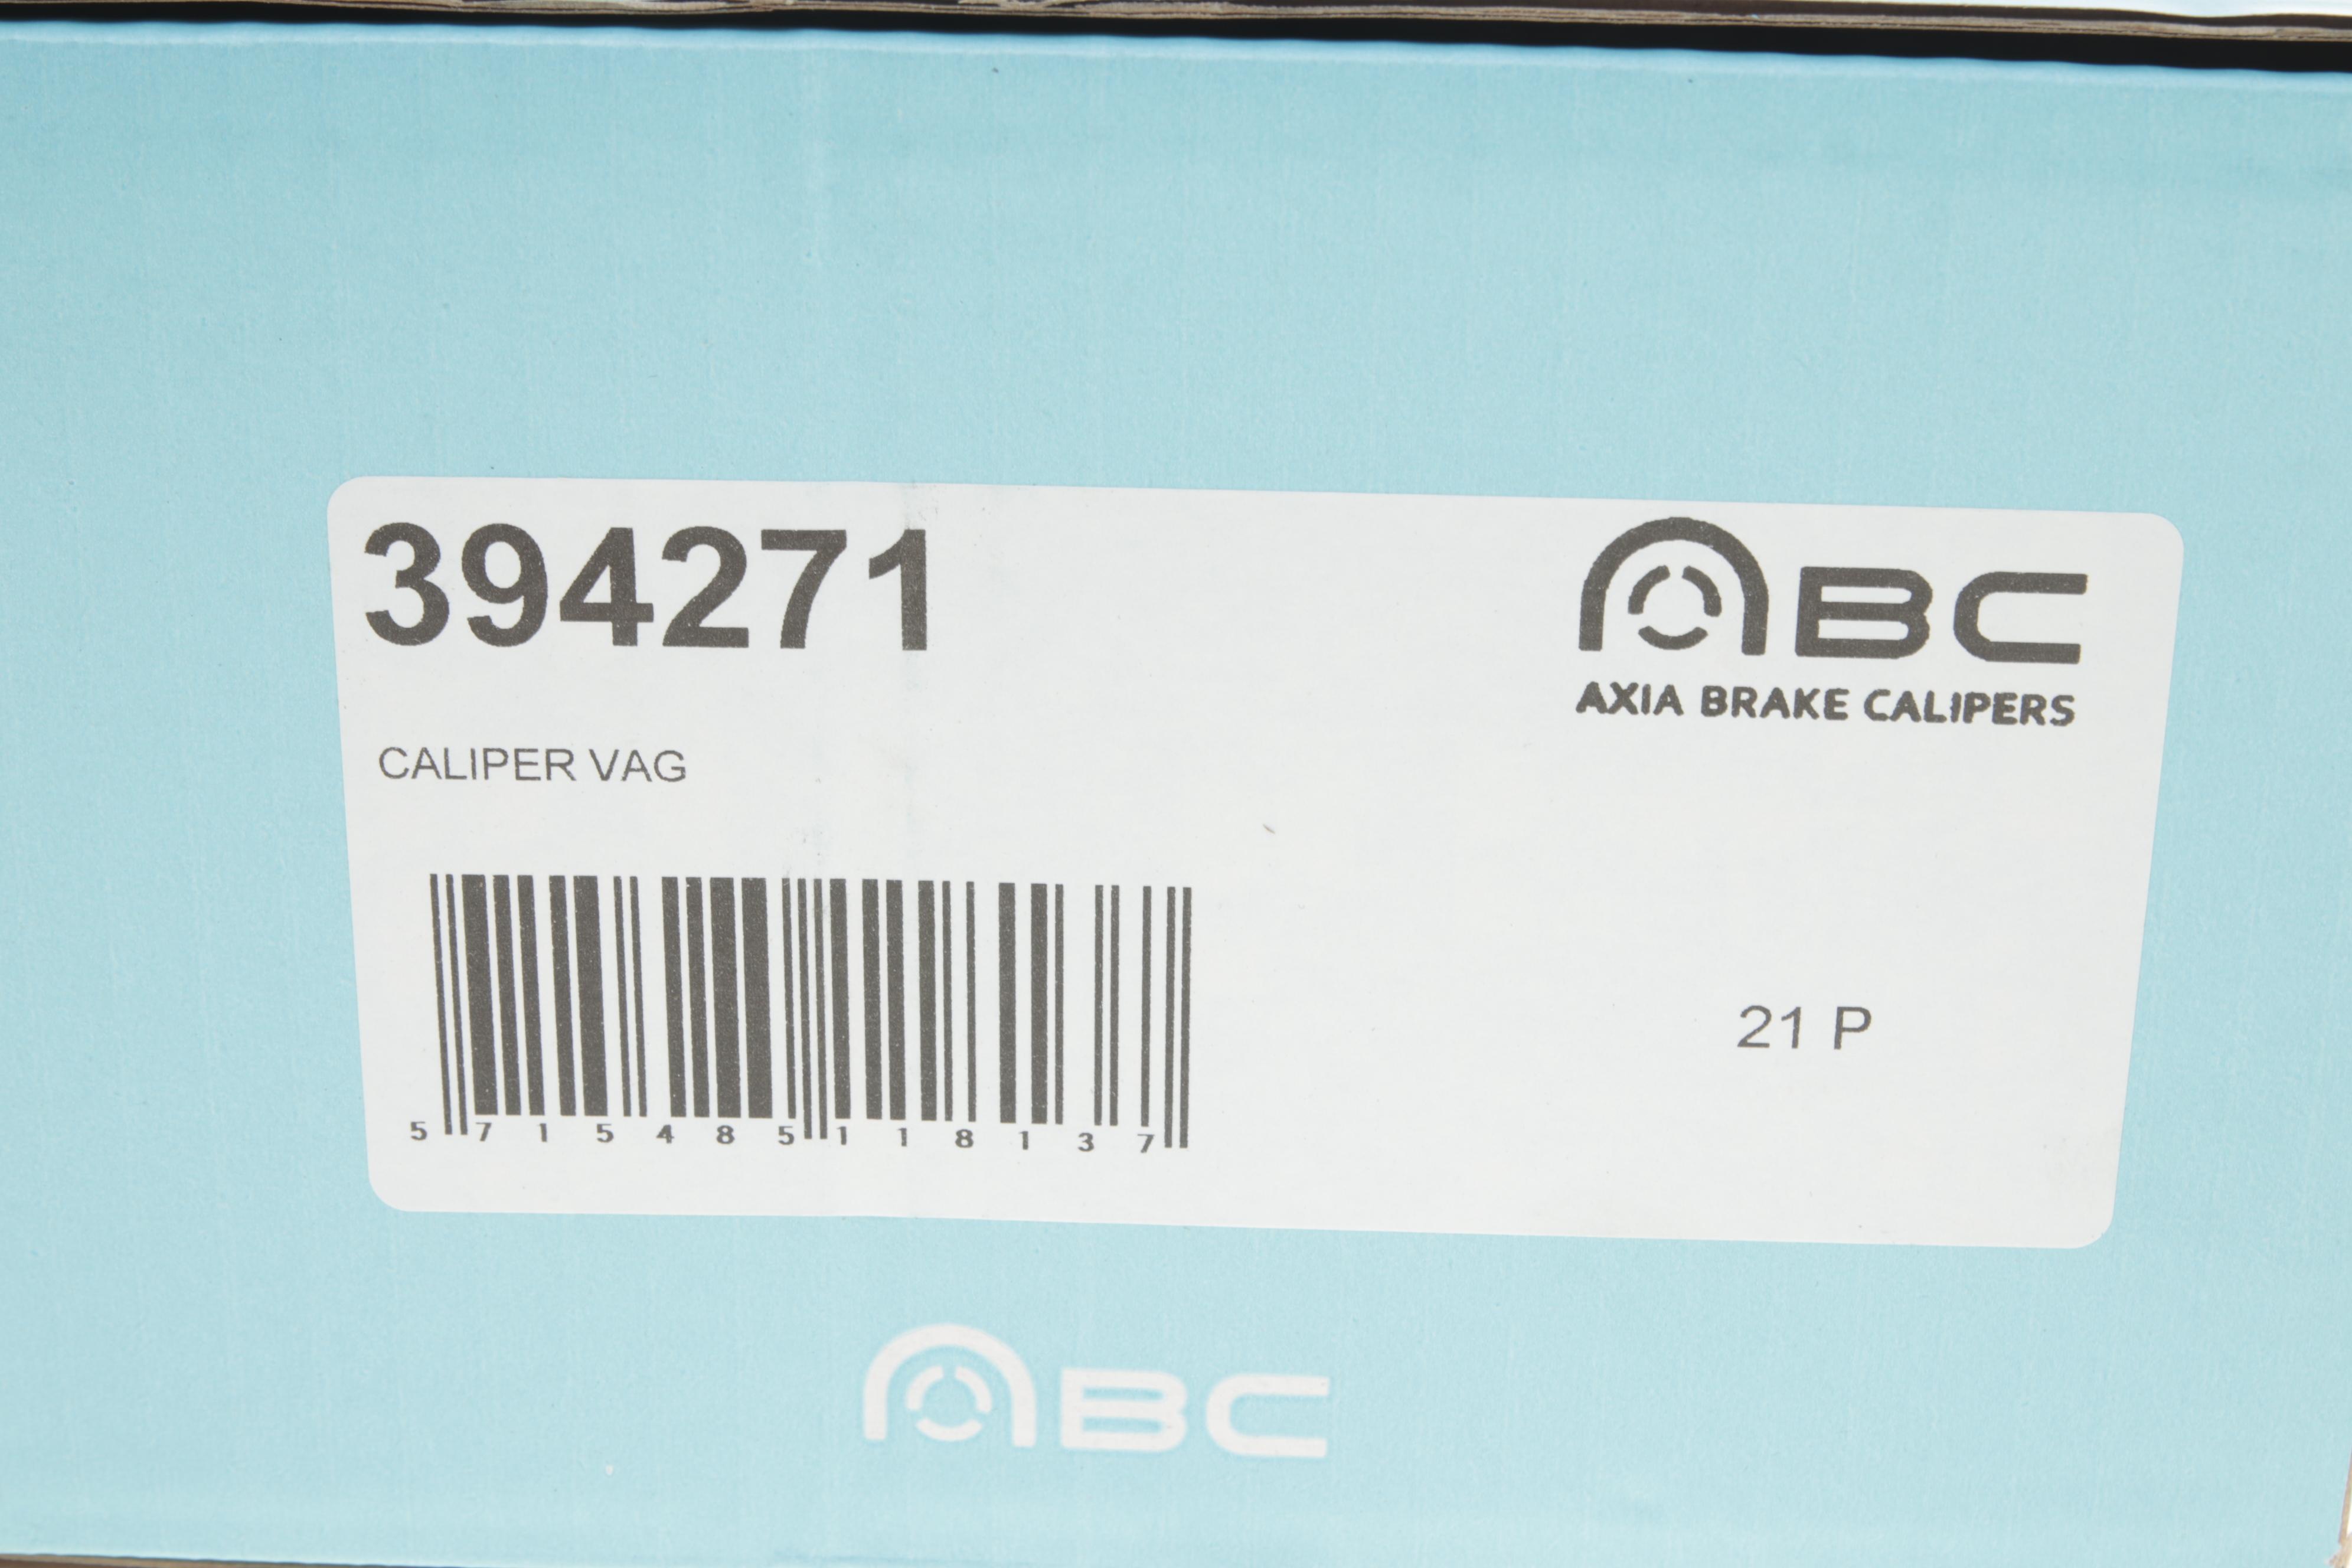 394271
ABC
AXIA BRAKE CALIPERS
CALIPER VAG
21 P
5 715485 118137
ABC